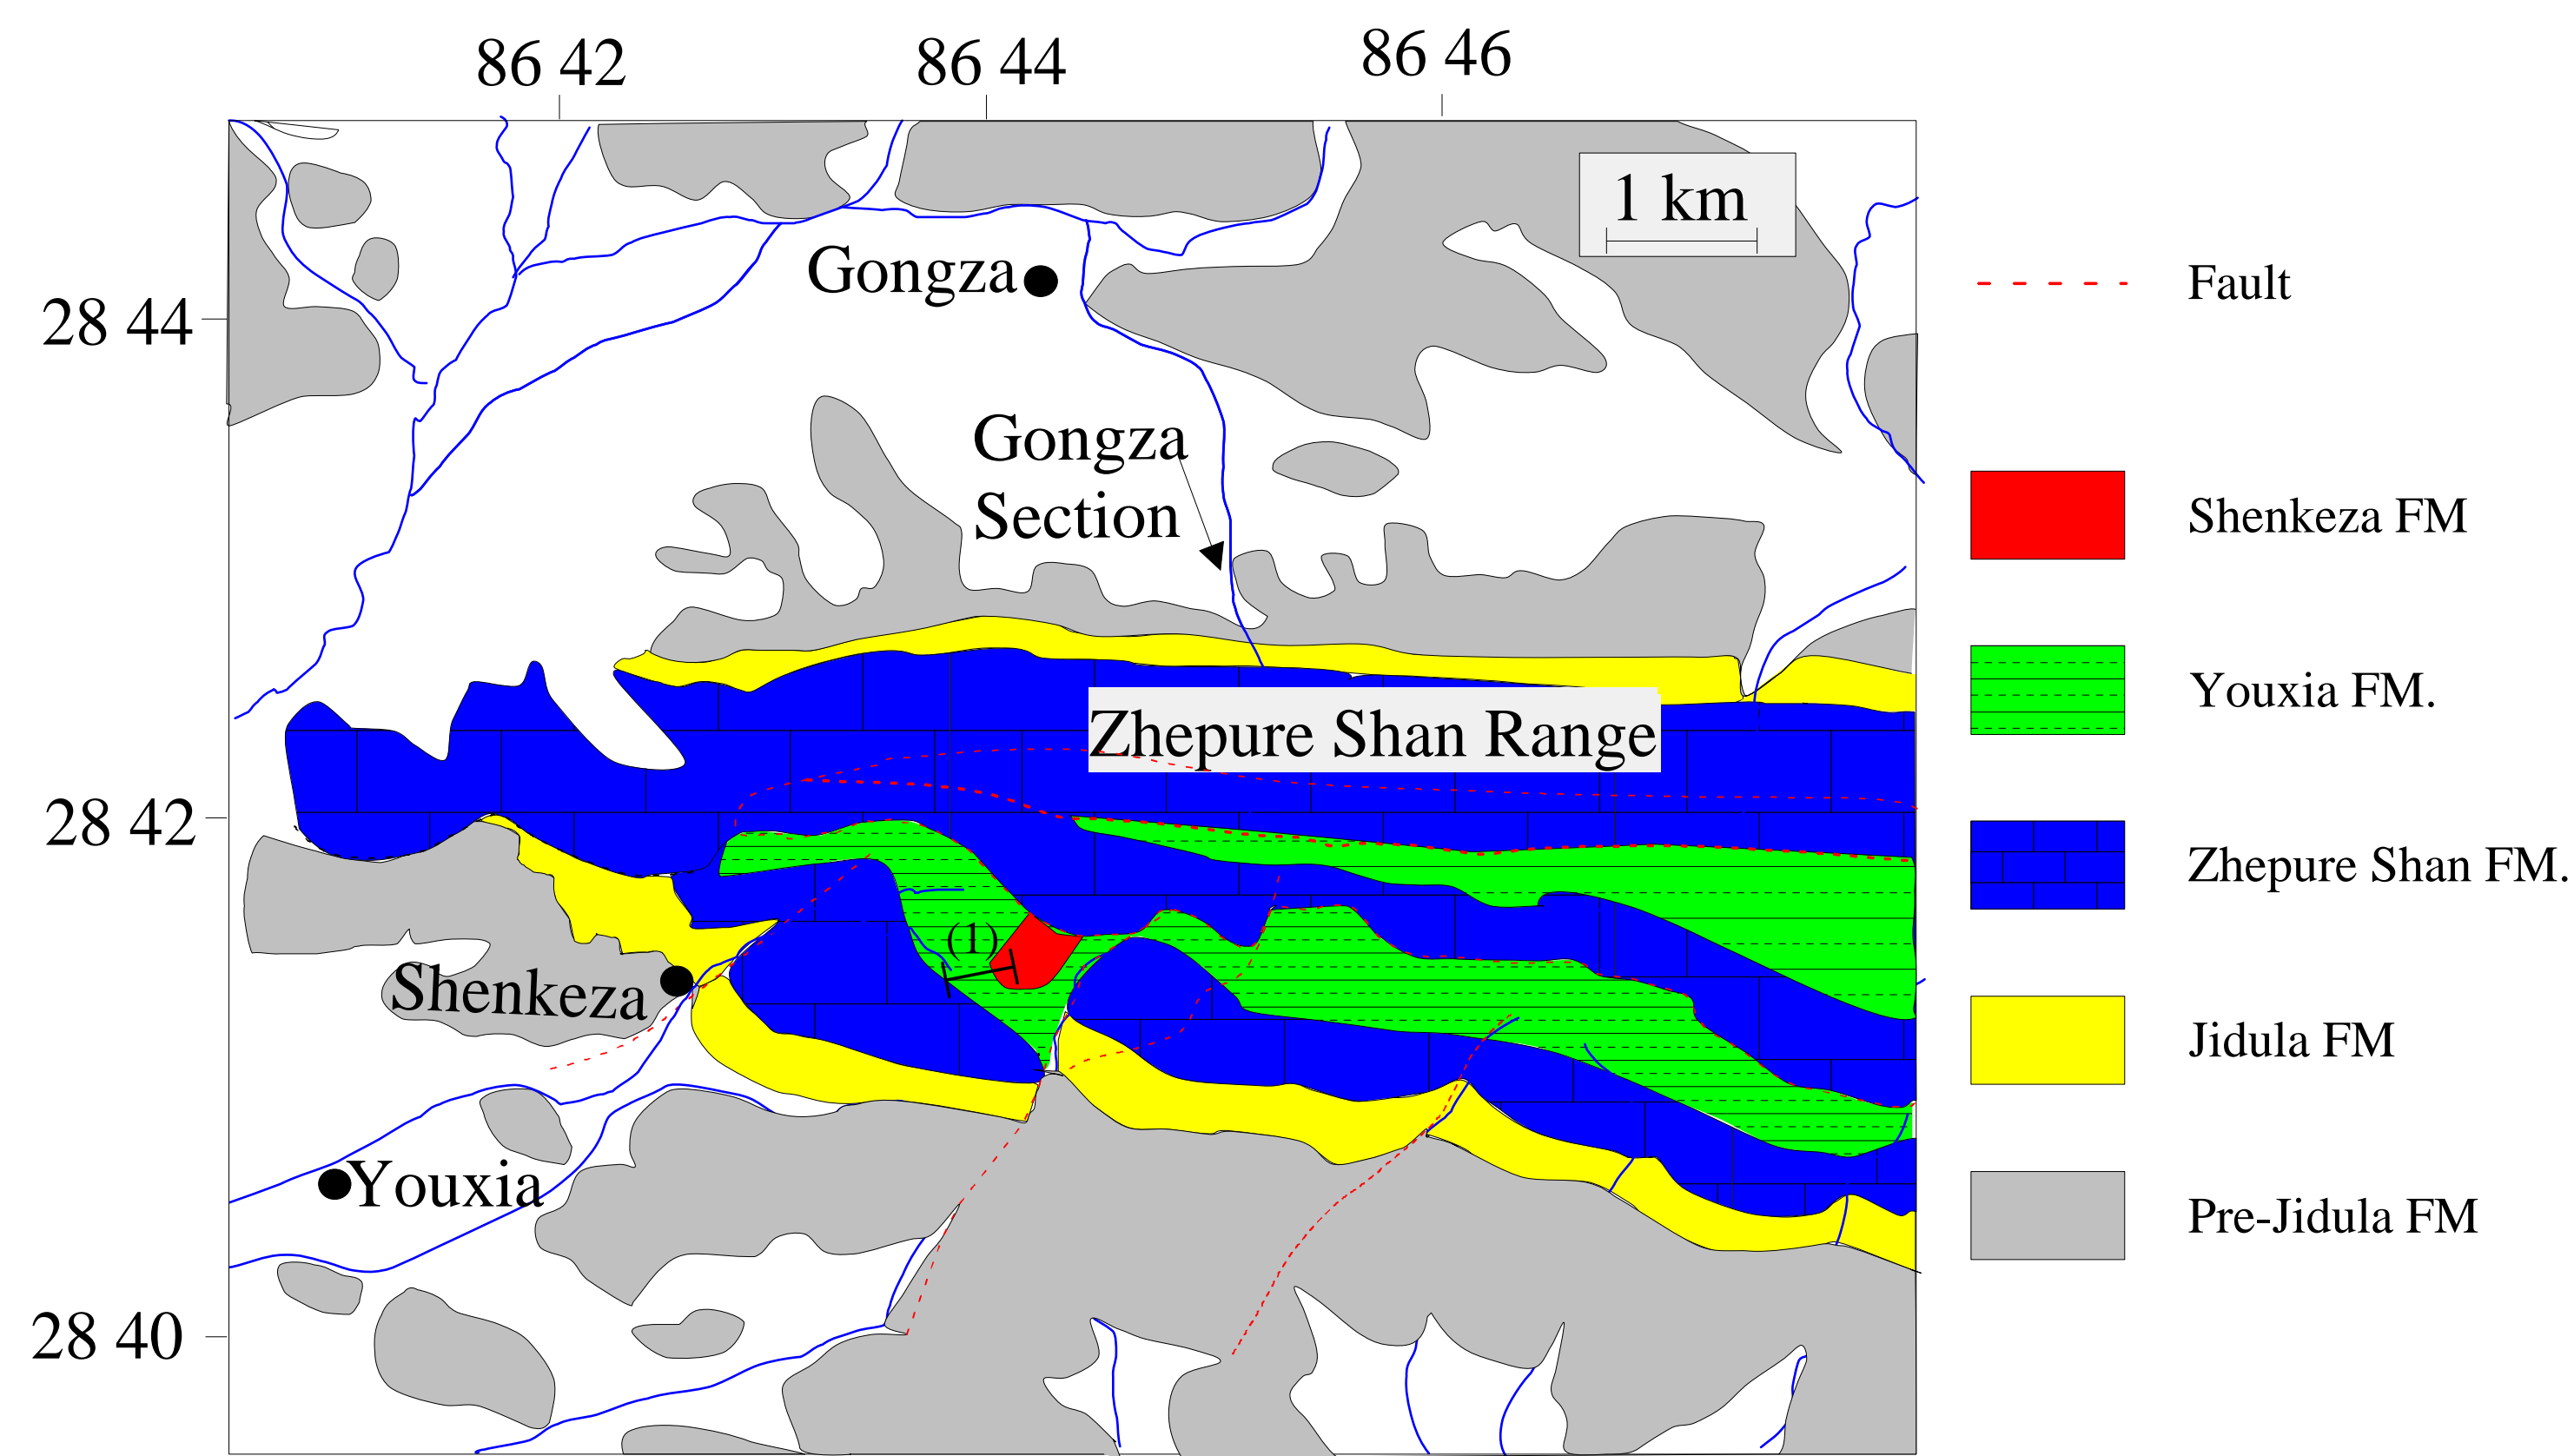 86 42
86 44
86 46
1 km
Gongza
28 44
Fault
Gongza
Section
Shenkeza FM
Youxia FM.
Zhepure Shan Range
28 42
Zhepure Shan FM.
(1)
Shenkeza
Jidula FM
Youxia
Pre-Jidula FM
28 40